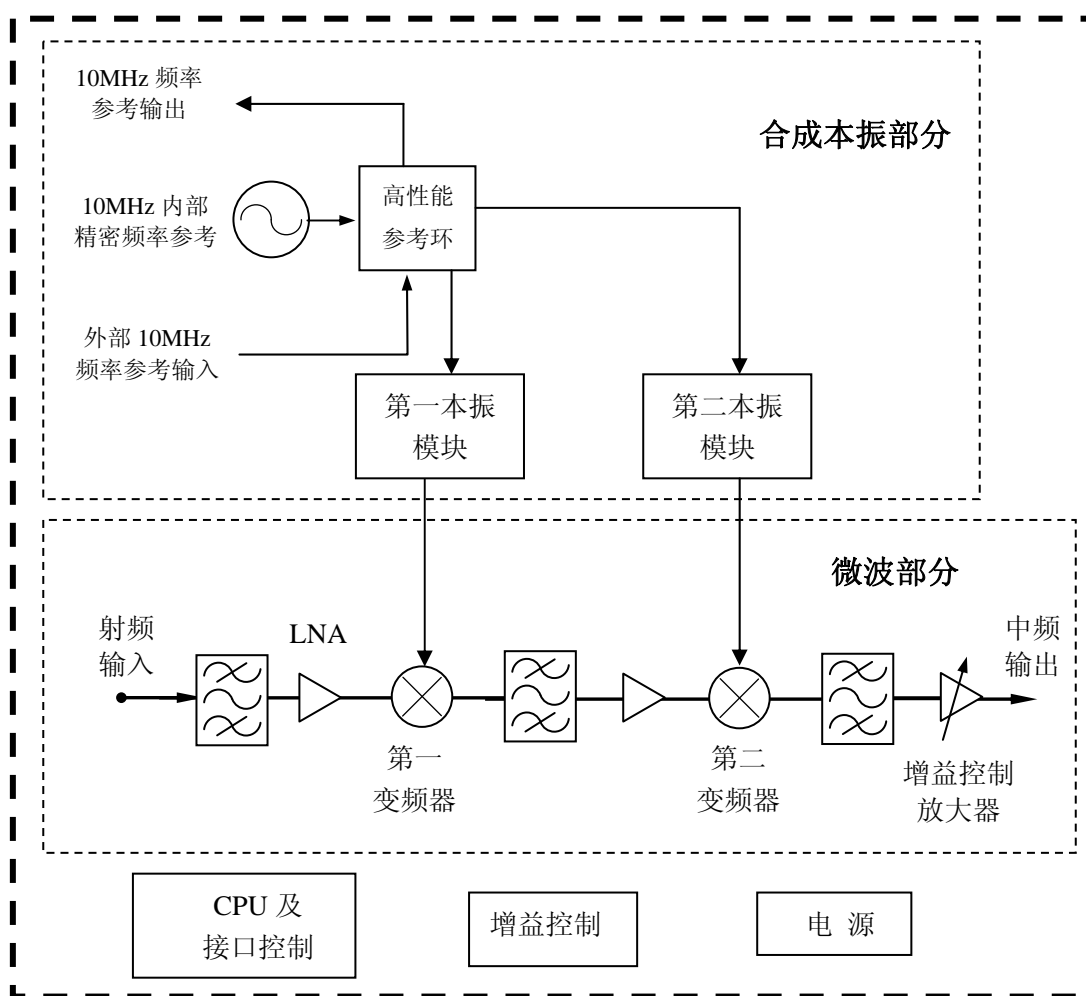 10MHz 频率
参考输出
合成本振部分
10MHz 内部
精密频率参考
高性能
参考环
外部 10MHz
频率参考输入
第一本振
模块
第二本振
模块
微波部分
射频
输入
LNA
中频
输出
第一
变频器
第二
变频器
增益控制
放大器
CPU 及
接口控制
增益控制
电 源